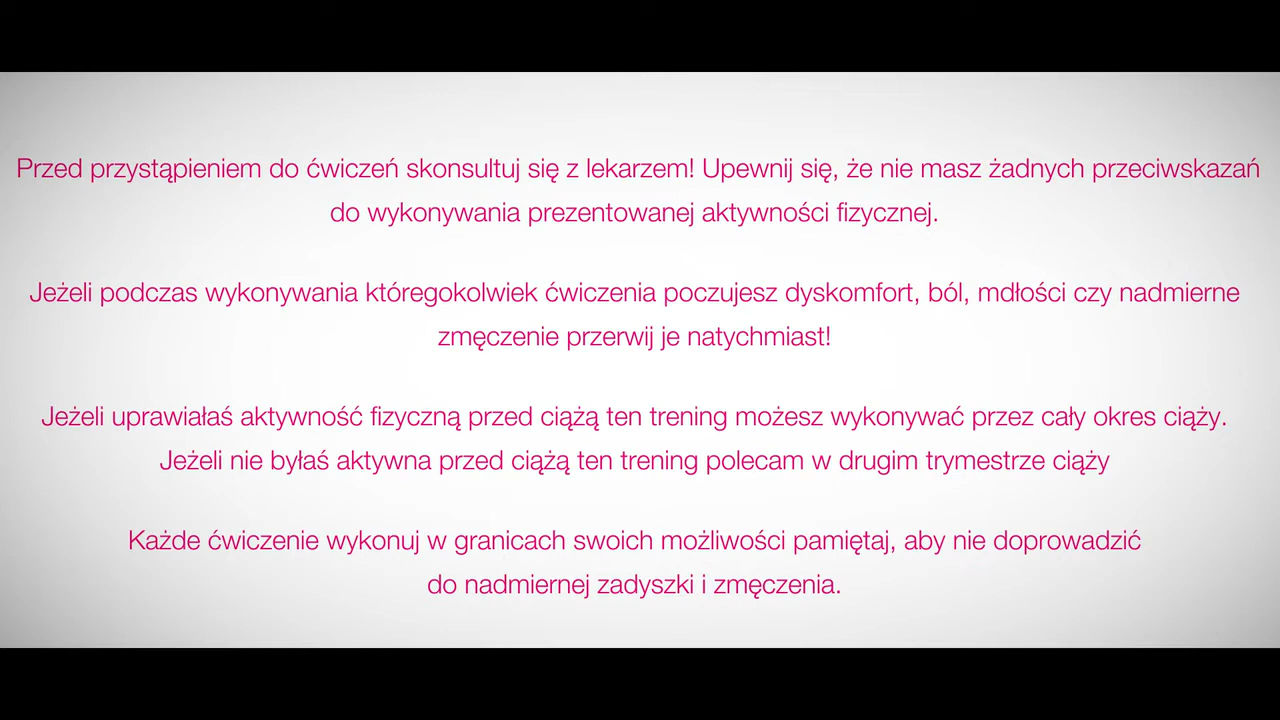 Przed przystąpieniem do ćwiczeń skonsultuj się z lekarzem! Upewnij się, że nie masz żadnych przeciwskazań
do wykonywania prezentowanej aktywności fizycznej.
Jeżeli podczas wykonywania któregokolwiek ćwiczenia poczujesz dyskomfort, ból, mdłości czy nadmierne
zmęczenie przerwij je natychmiast!
Jeżeli uprawiałaś aktywność fizyczną przed ciążą ten trening możesz wykonywać przez cały okres ciąży.
Jeżeli nie byłaś aktywna przed ciążą ten trening polecam w drugim trymestrze ciąży
Każde ćwiczenie wykonuj w granicach swoich możliwości pamiętaj, aby nie doprowadzić
do nadmiernej zadyszki i zmęczenia.